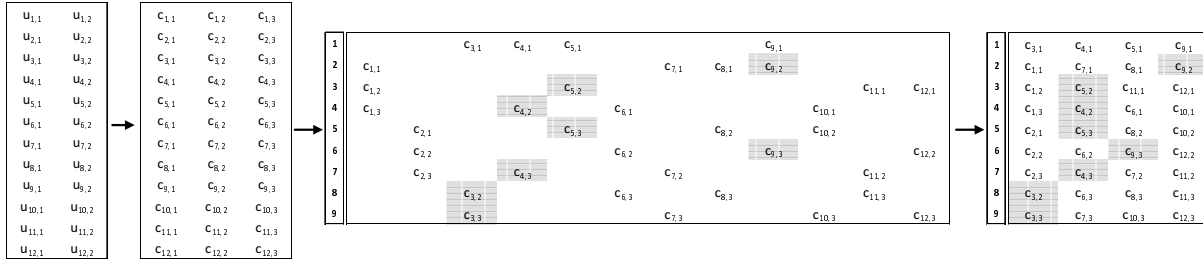 u1,1 u1,2
u2,1 u2,2
u3,1 u3,2
u4,1 u4,2
u5,1 u5,2
u6,1 u6,2
u7,1 u7,2
u8,1 u8,2
u9,1 u9,2
u10,1 u10,2
u11,1 u11,2
u12,1 u12,2
c1,1 c1,2 c1,3
c2,1 c2,2 c2,3
c3,1 c3,2 c3,3
c4,1 c4,2 c4,3
c5,1 c5,2 c5,3
c6,1 c6,2 c6,3
c7,1 c7,2 c7,3
c8,1 c8,2 c8,3
c9,1 c9,2 c9,3
c10,1 c10,2 c10,3
c11,1 c11,2 c11,3
c12,1 c12,2 c12,3
1 c3,1 c4,1 c5,1 c9,1
2 c1,1 c7,1 c8,1 c9,2
3 c1,2 c5,2 c11,1 c12,1
4 c1,3 c4,2 c6,1 c10,1
5 c2,1 c5,3 c8,2 c10,2
6 c2,2 c6,2 c9,3 c12,2
7 c2,3 c4,3 c7,2 c11,2
8 c3,2 c6,3 c8,3 c11,3
9 c3,3 c7,3 c10,3 c12,3
1 c3,1 c4,1 c5,1 c9,1
2 c1,1 c7,1 c8,1 c9,2
3 c1,2 c5,2 c11,1 c12,1
4 c1,3 c4,2 c6,1 c10,1
5 c2,1 c5,3 c8,2 c10,2
6 c2,2 c6,2 c9,3 c12,2
7 c2,3 c4,3 c7,2 c11,2
8 c3,2 c6,3 c8,3 c11,3
9 c3,3 c7,3 c10,3 c12,3